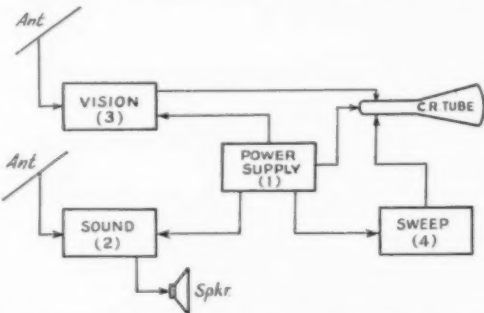 Ant
VISION
(3)
CR TUBE
POWER
SUPPLY
(1)
Ant
SOUND
(2)
SWEEP
(4)
Spkr.